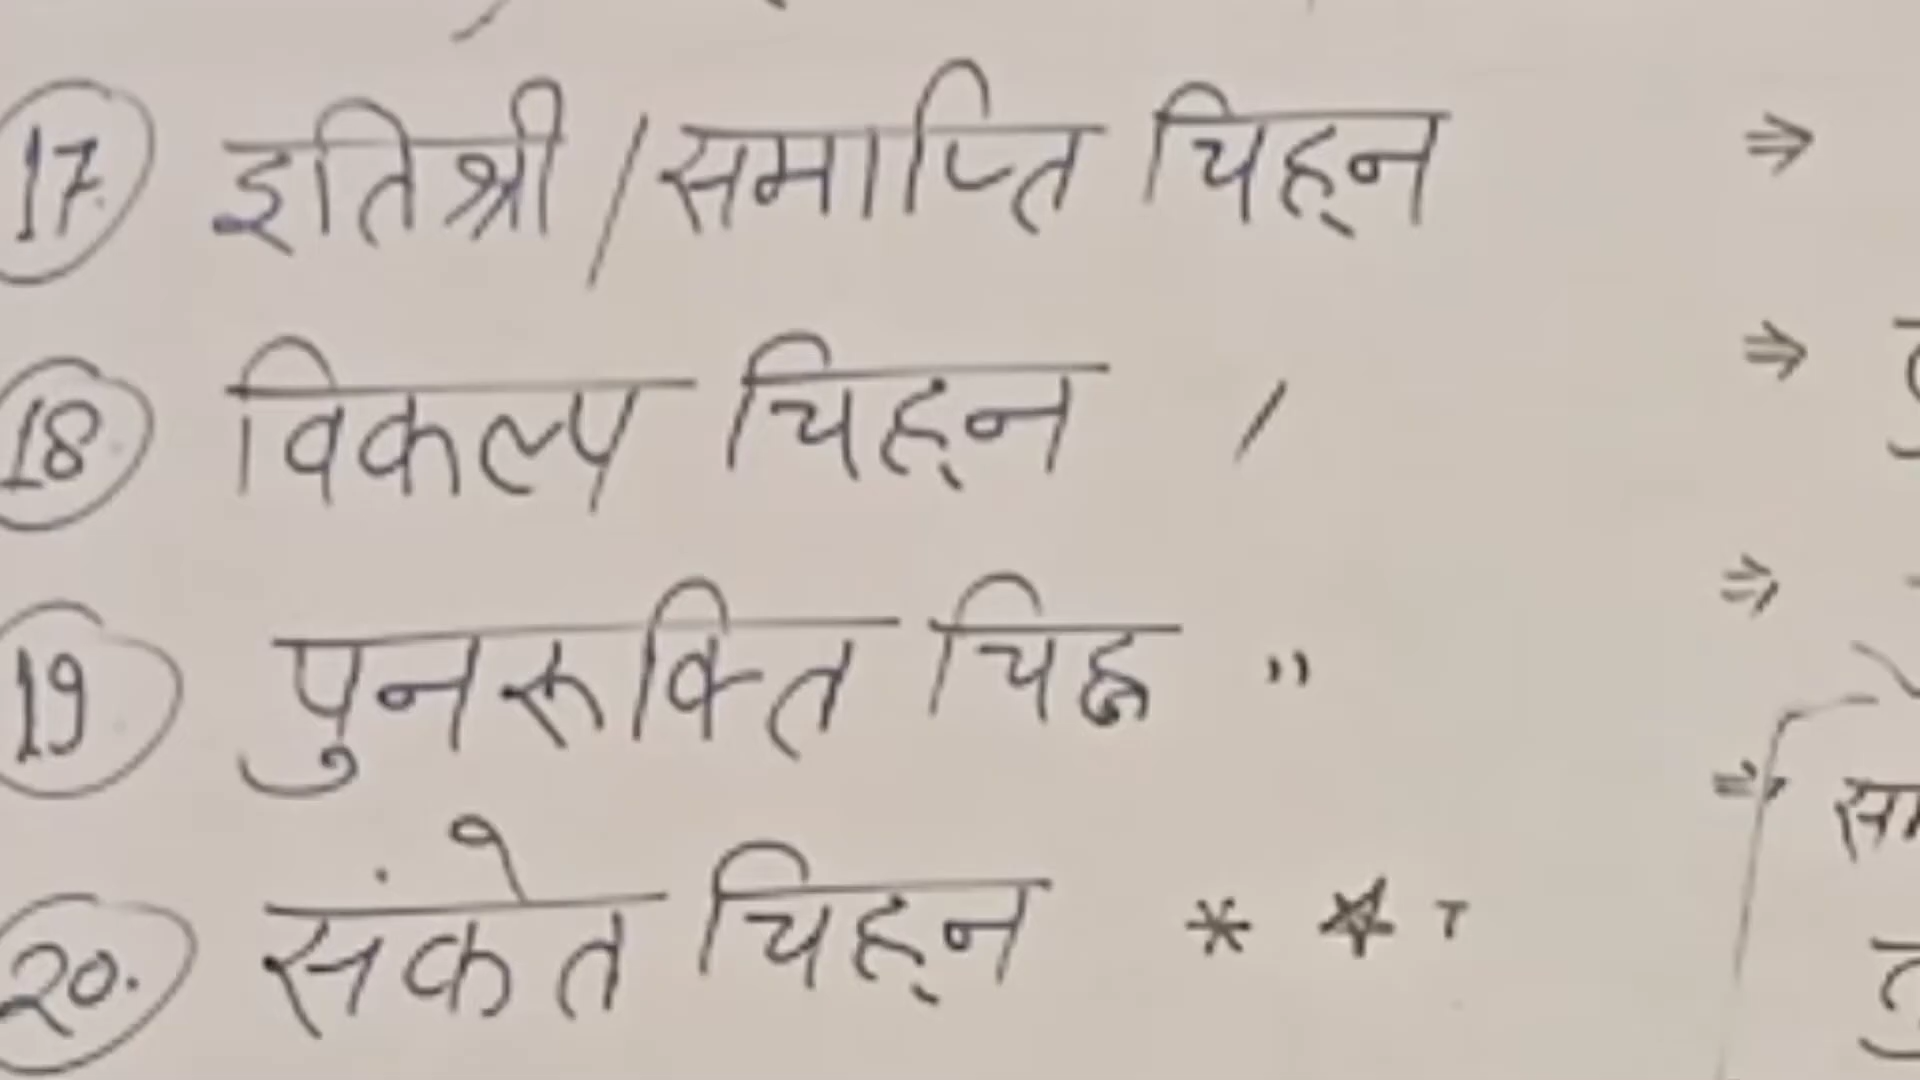 17. इतिश्री/समाप्ति चिह्न ⇒
18. विकल्प चिह्न / ⇒
19 पुनरूक्ति चिह्न " ⇒
20. संकेत चिह्न * ⇒